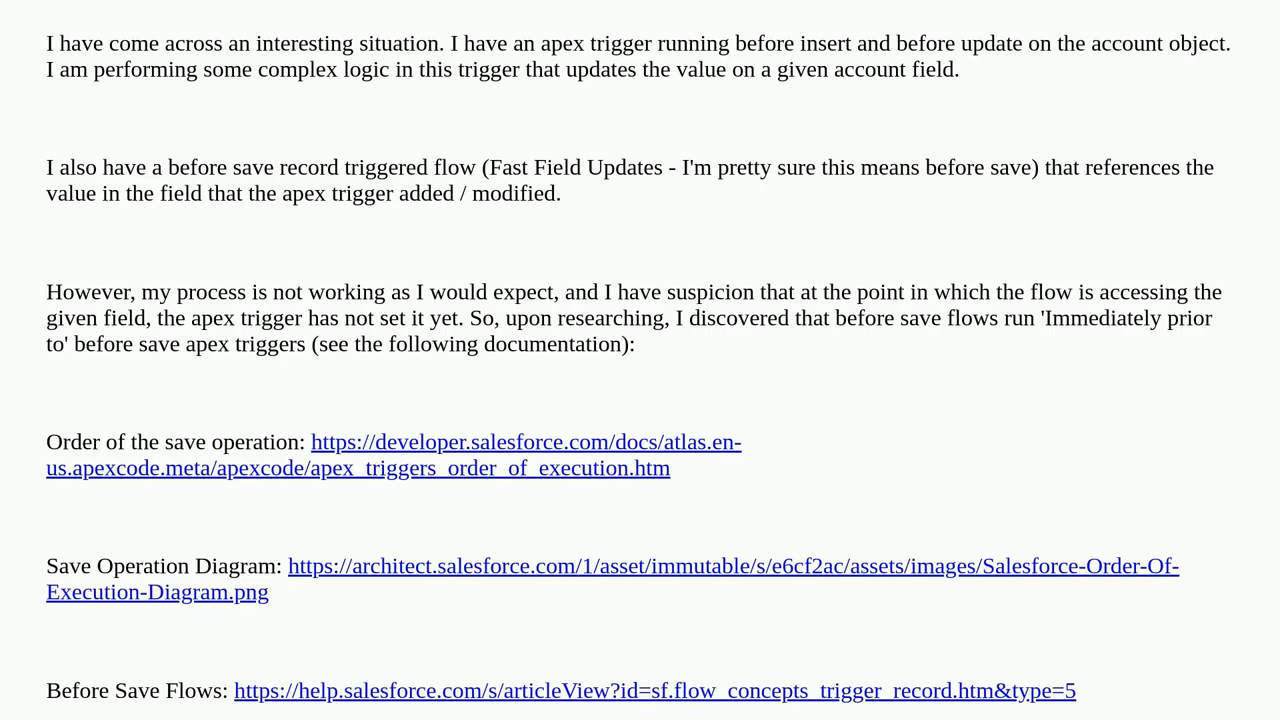 I have come across an interesting situation. I have an apex trigger running before insert and before update on the account object.
I am performing some complex logic in this trigger that updates the value on a given account field.
I also have a before save record triggered flow (Fast Field Updates - I'm pretty sure this means before save) that references the
value in the field that the apex trigger added / modified.
However, my process is not working as I would expect, and I have suspicion that at the point in which the flow is accessing the
given field, the apex trigger has not set it yet. So, upon researching, I discovered that before save flows run 'Immediately prior
to' before save apex triggers (see the following documentation):
Order of the save operation: https://developer.salesforce.com/docs/atlas.en-
us.apexcode.meta/apexcode/apex_triggers_order_of_execution.htm
Save Operation Diagram: https://architect.salesforce.com/1/asset/immutable/s/e6cf2ac/assets/images/Salesforce-Order-Of-
Execution-Diagram.png
Before Save Flows: https://help.salesforce.com/s/articleView?id=sf.flow_concepts_trigger_record.htm&type=5